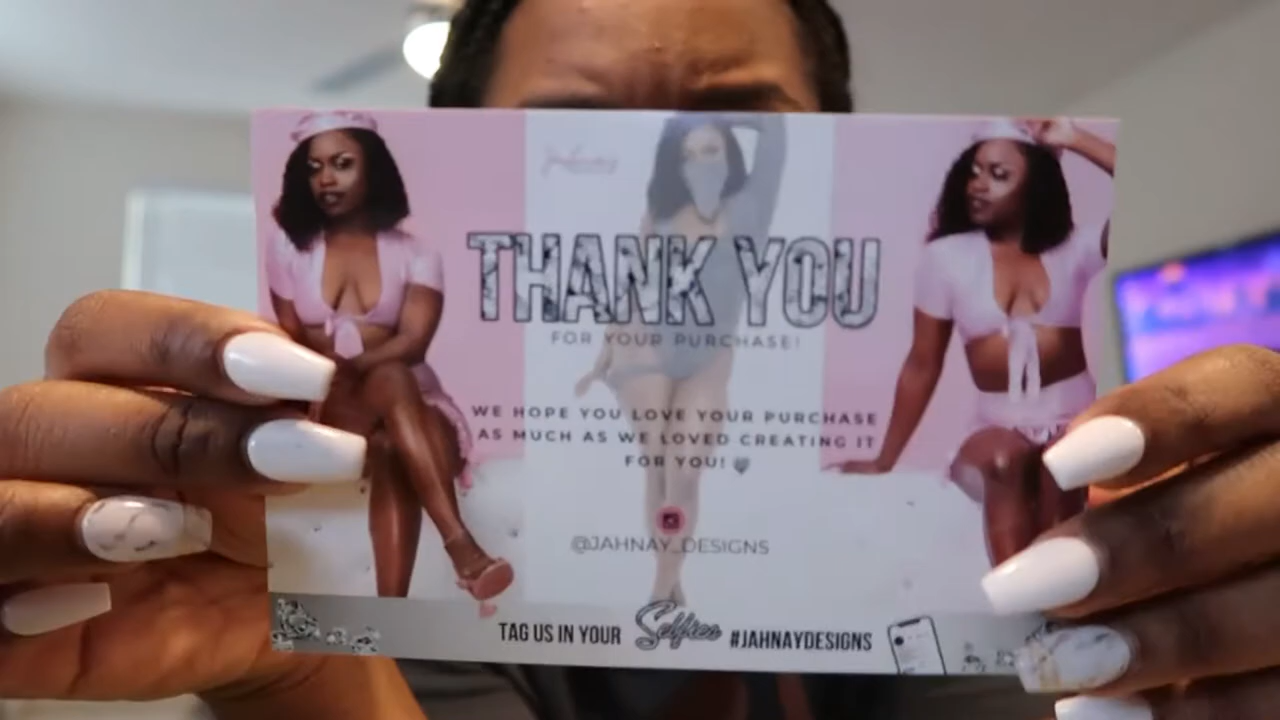 THANK YOU
FOR YOUR PURCHASE!
WE HOPE YOU LOVE YOUR PURCHASE
AS MUCH AS WE LOVED CREATING IT
FOR YOU!
@JAHNAY_DESIGNS
TAG US IN YOUR Selfies #JAHNAYDESIGNS